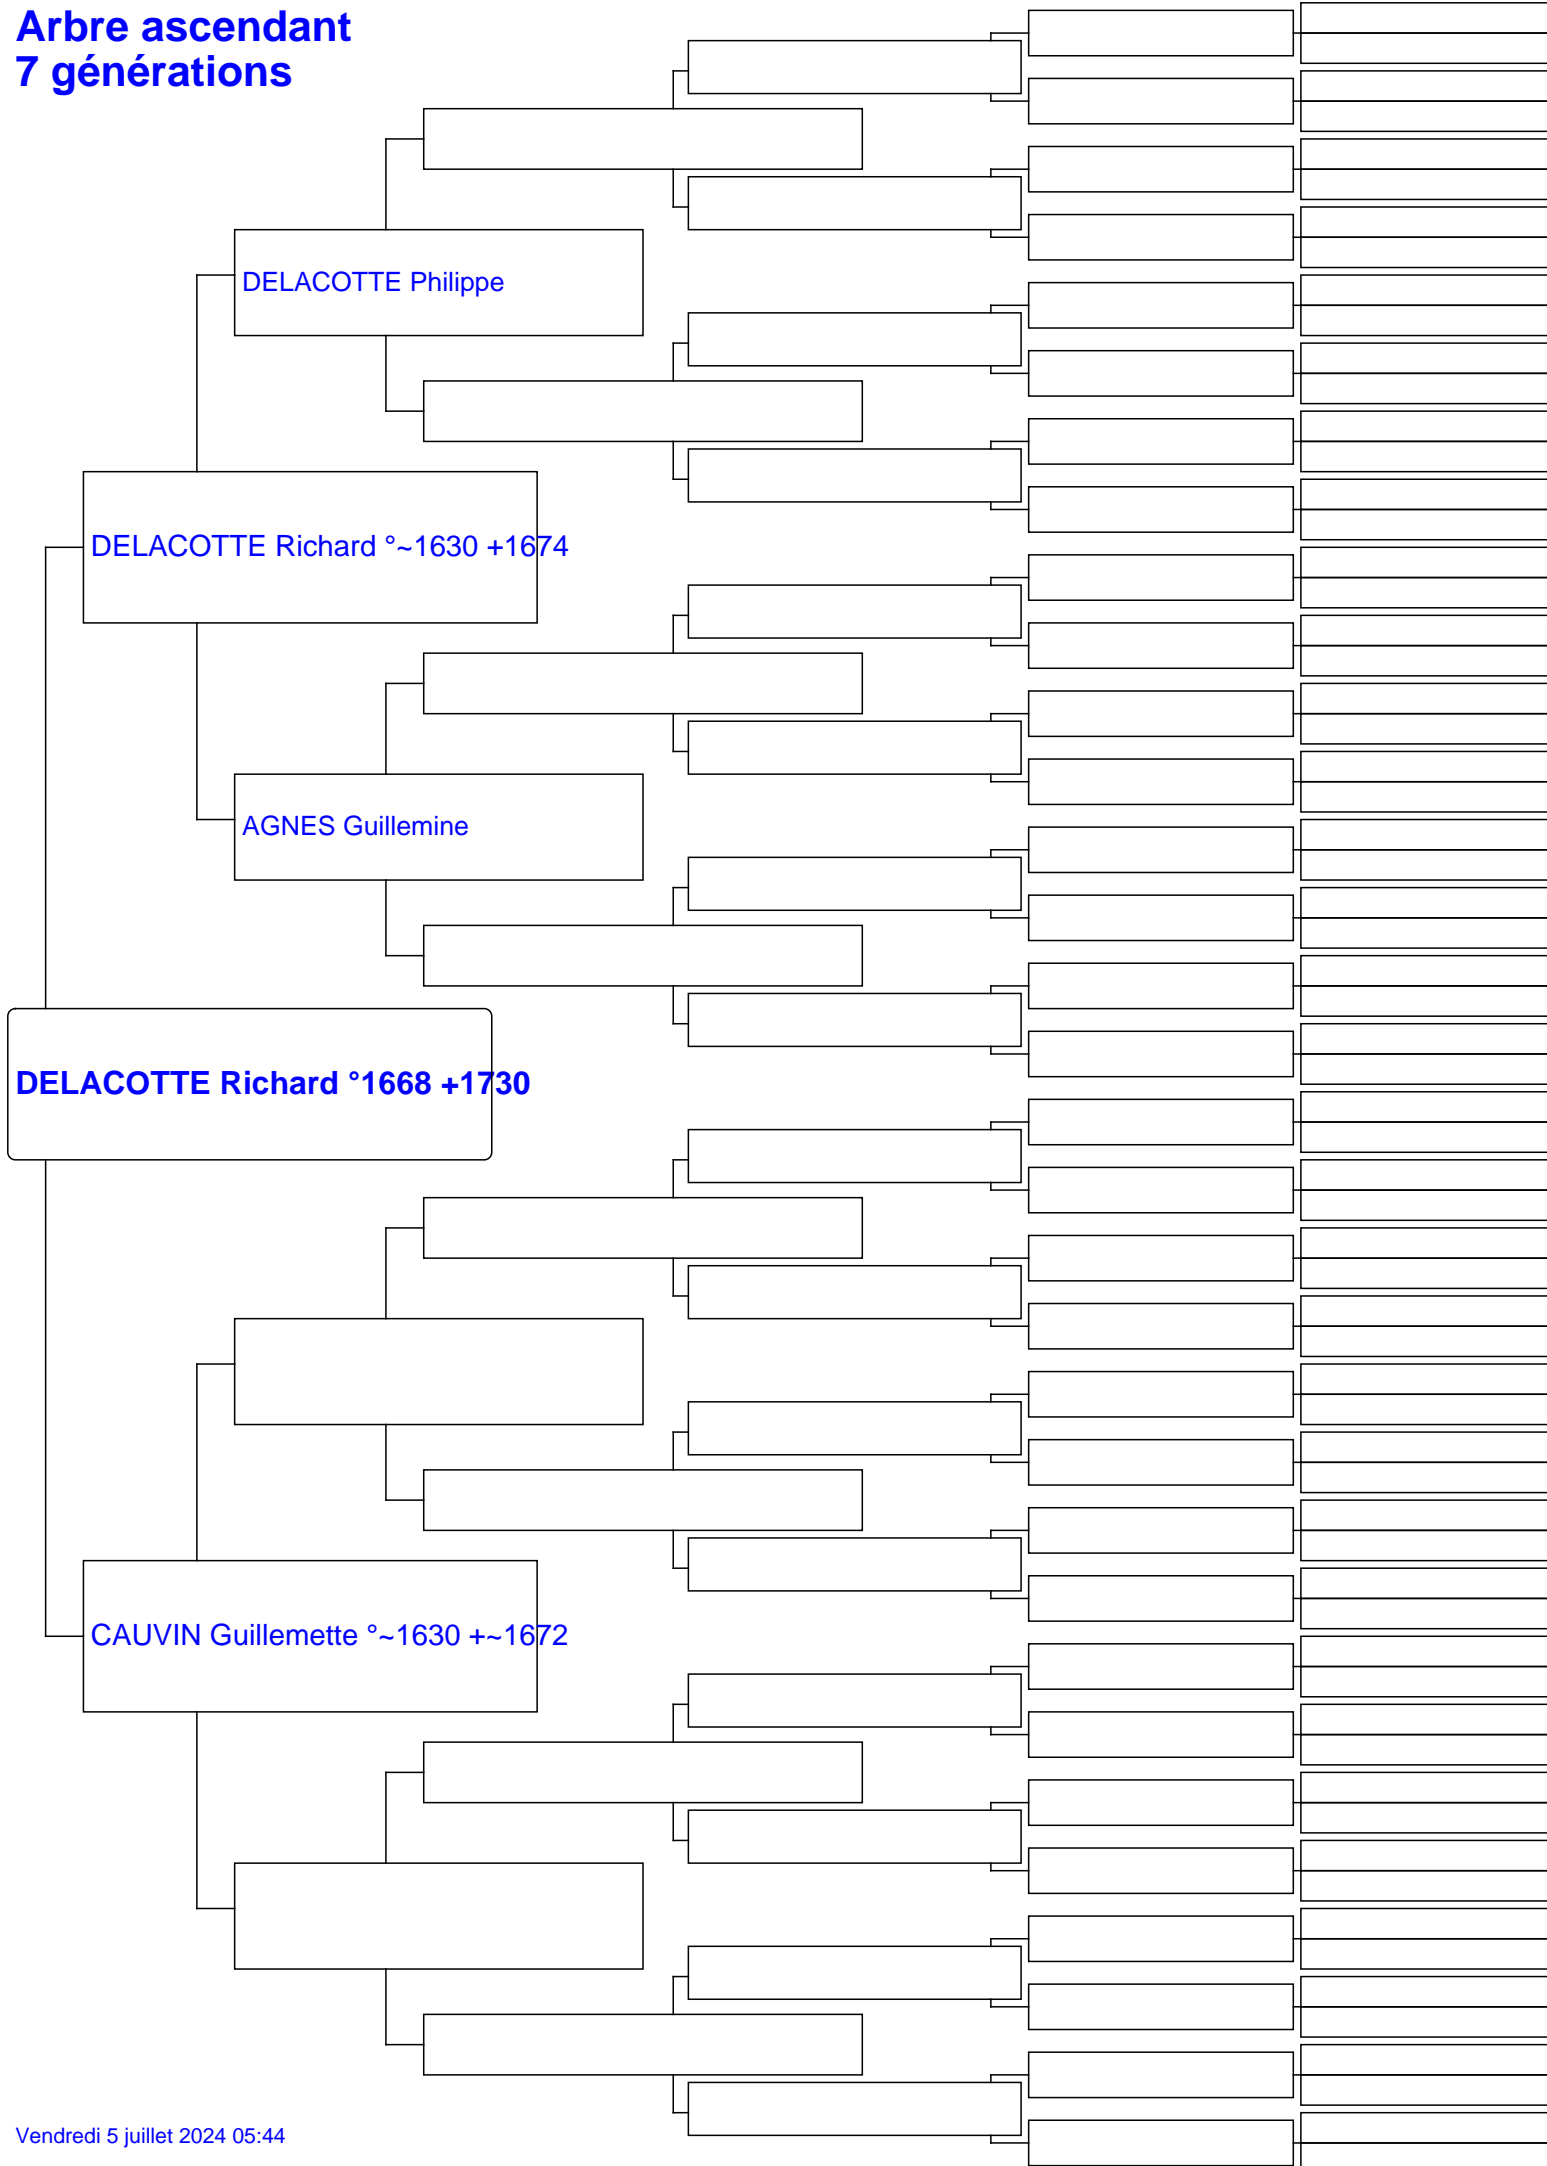 Arbre ascendant
7 générations
DELACOTTE Philippe
DELACOTTE Richard °~1630 +1674
AGNES Guillemine
DELACOTTE Richard °1668 +1730
CAUVIN Guillemette °~1630 +~1672
Vendredi 5 juillet 2024 05:44